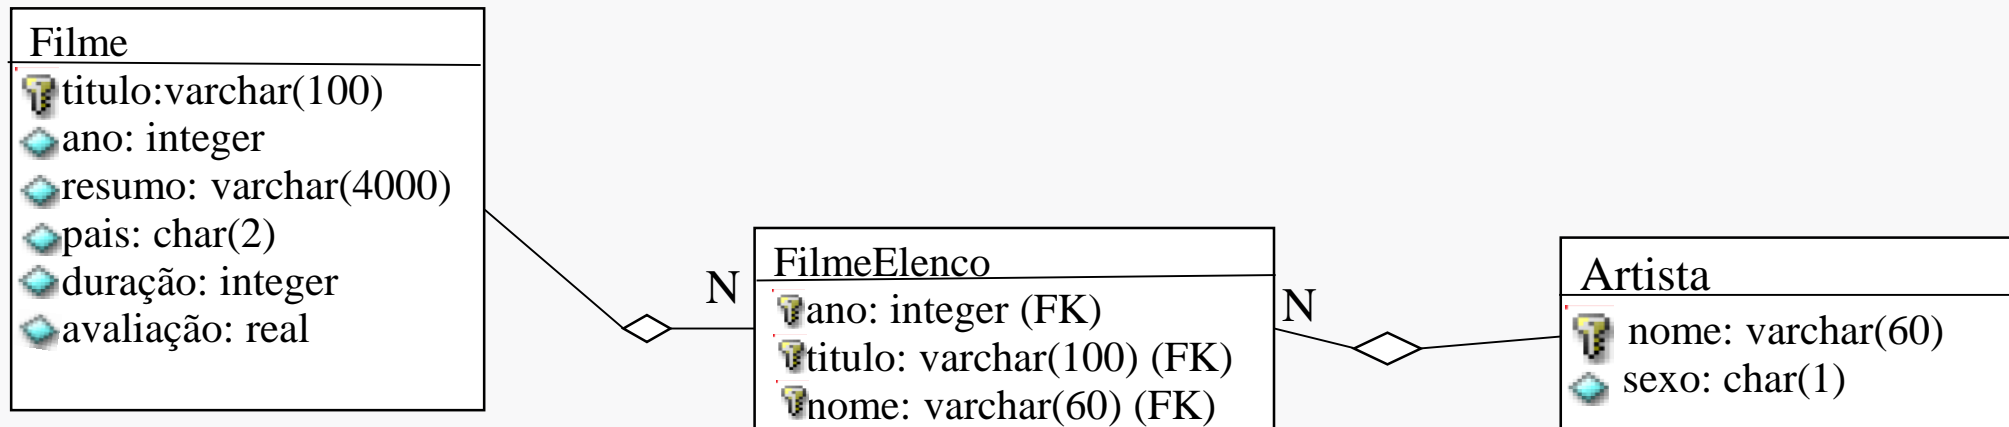 Filme
titulo:varchar(100)
ano: integer
resumo: varchar(4000)
pais: char(2)
duração: integer
avaliação: real
N
FilmeElenco
ano: integer (FK)
titulo: varchar(100) (FK)
nome: varchar(60) (FK)
N
Artista
nome: varchar(60)
sexo: char(1)